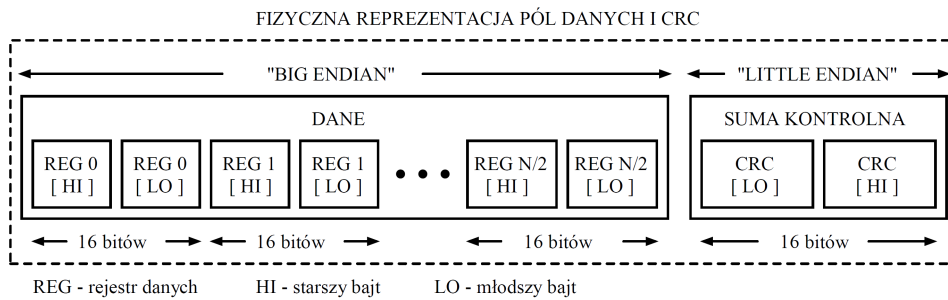 FIZYCZNA REPREZENTACJA PÓL DANYCH I CRC
"BIG ENDIAN" "LITTLE ENDIAN"
DANE SUMA KONTROLNA
REG 0 REG 0 REG 1 REG 1 REG N/2 REG N/2 CRC CRC
[ HI ] [ LO ] [ HI ] [ LO ] [ HI ] [ LO ] [ LO ] [ HI ]
16 bitów 16 bitów 16 bitów 16 bitów
REG - rejestr danych HI - starszy bajt LO - młodszy bajt